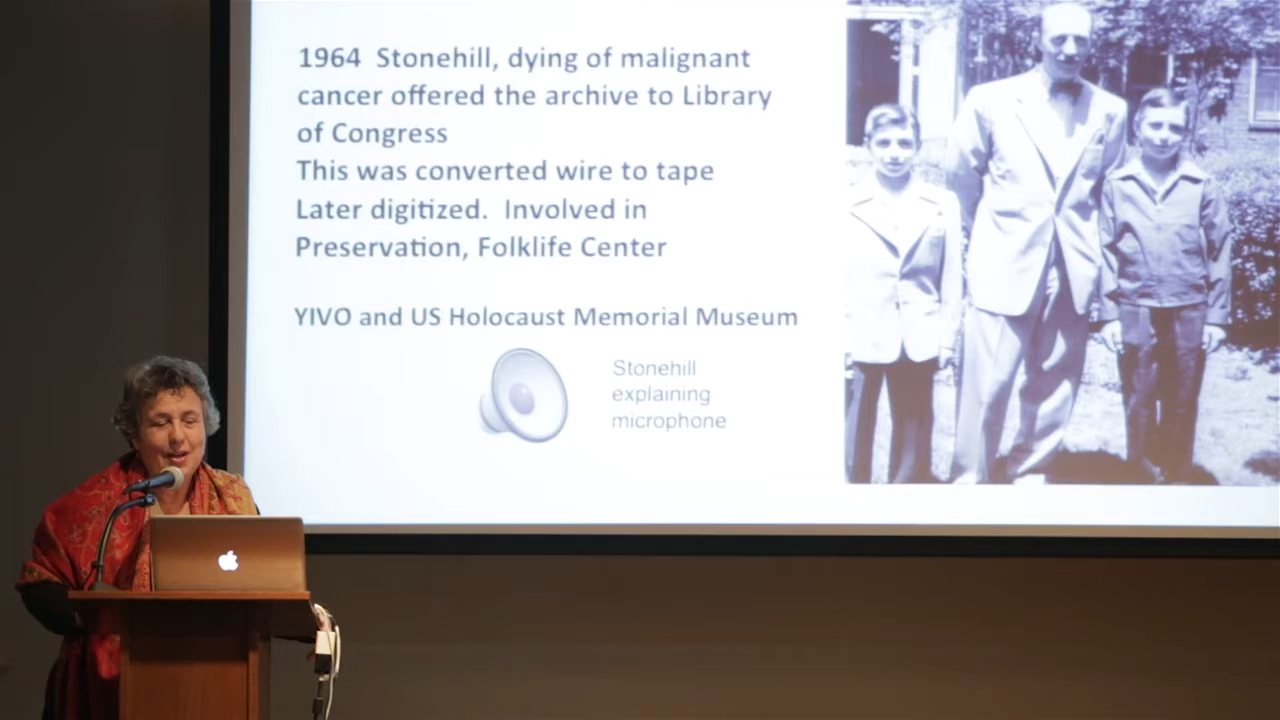 1964  Stonehill, dying of malignant
cancer offered the archive to Library
of Congress
This was converted wire to tape
Later digitized.  Involved in
Preservation, Folklife Center
YIVO and US Holocaust Memorial Museum
Stonehill
explaining
microphone